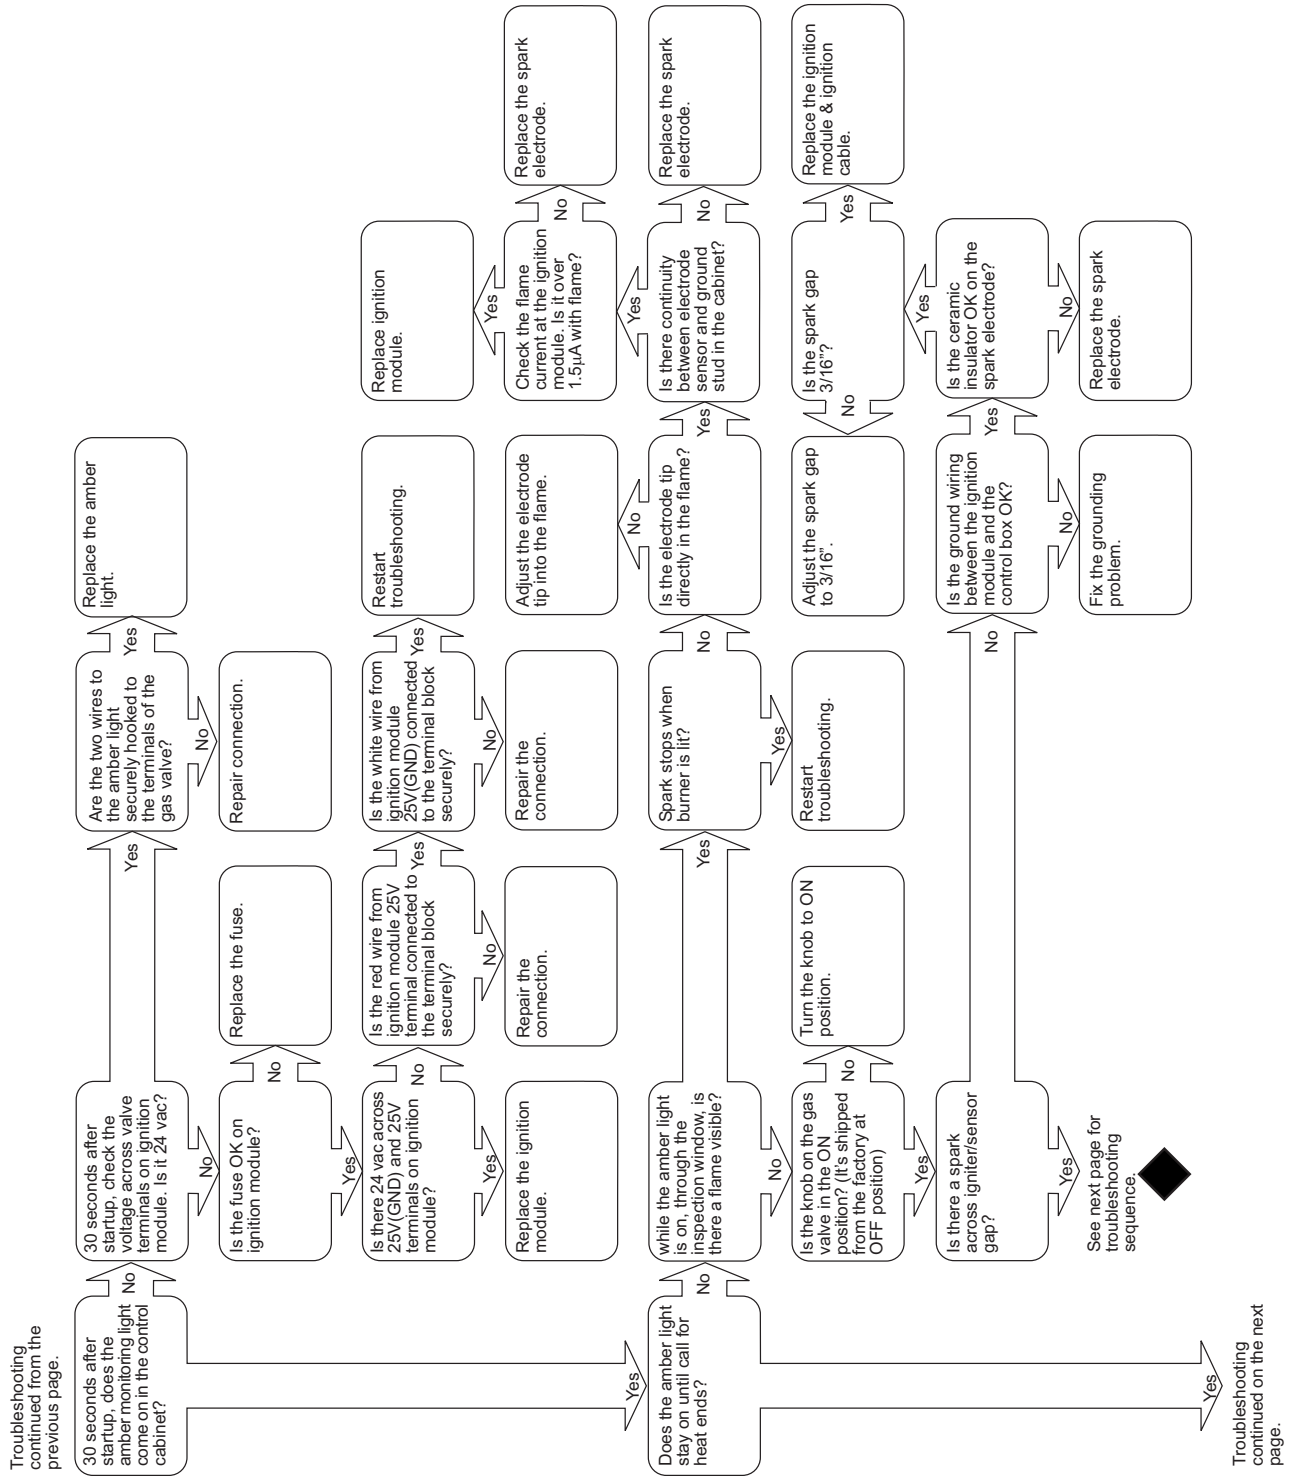 Troubleshooting
continued from the
previous page.
30 seconds after
startup, does the
amber monitoring light
come on in the control
cabinet?
No
30 seconds after
startup, check the
voltage across valve
terminals on ignition
module. Is it 24 vac?
Yes
Are the two wires to
the amber light
securely hooked to
the terminals of the
gas valve?
Yes
Replace the amber
light.
No
Repair connection.
No
Is the fuse OK on
ignition module?
No
Replace the fuse.
Yes
Is there 24 vac across
25V(GND) and 25V
terminals on ignition
module?
No
Is the red wire from
ignition module 25V
terminal connected to
the terminal block
securely?
Yes
Is the white wire from
ignition module
25V(GND) connected
to the terminal block
securely?
Yes
Restart
troubleshooting.
Yes
Replace the ignition
module.
No
Repair the
connection.
No
Repair the
connection.
Yes
Does the amber light
stay on until call for
heat ends?
No
while the amber light
is on, through the
inspection window, is
there a flame visible?
Yes
Spark stops when
burner is lit?
No
Is the electrode tip
directly in the flame?
Yes
Is there continuity
between electrode
sensor and ground
stud in the cabinet?
No
Replace the spark
electrode.
No
Adjust the electrode
tip into the flame.
Yes
Check the flame
current at the ignition
module. Is it over
1.5µA with flame?
No
Replace the spark
electrode.
Yes
Replace ignition
module.
Yes
Restart
troubleshooting.
No
Is the knob on the gas
valve in the ON
position? (It's shipped
from the factory at
OFF position)
No
Turn the knob to ON
position.
Yes
Is there a spark
across igniter/sensor
gap?
No
Is the ground wiring
between the ignition
module and the
control box OK?
Yes
Is the ceramic
insulator OK on the
spark electrode?
Yes
Is the spark gap
3/16”?
Yes
Replace the ignition
module & ignition
cable.
No
Adjust the spark gap
to 3/16”.
No
Fix the grounding
problem.
No
Replace the spark
electrode.
Yes
See next page for
troubleshooting
sequence.
Yes
Troubleshooting
continued on the next
page.